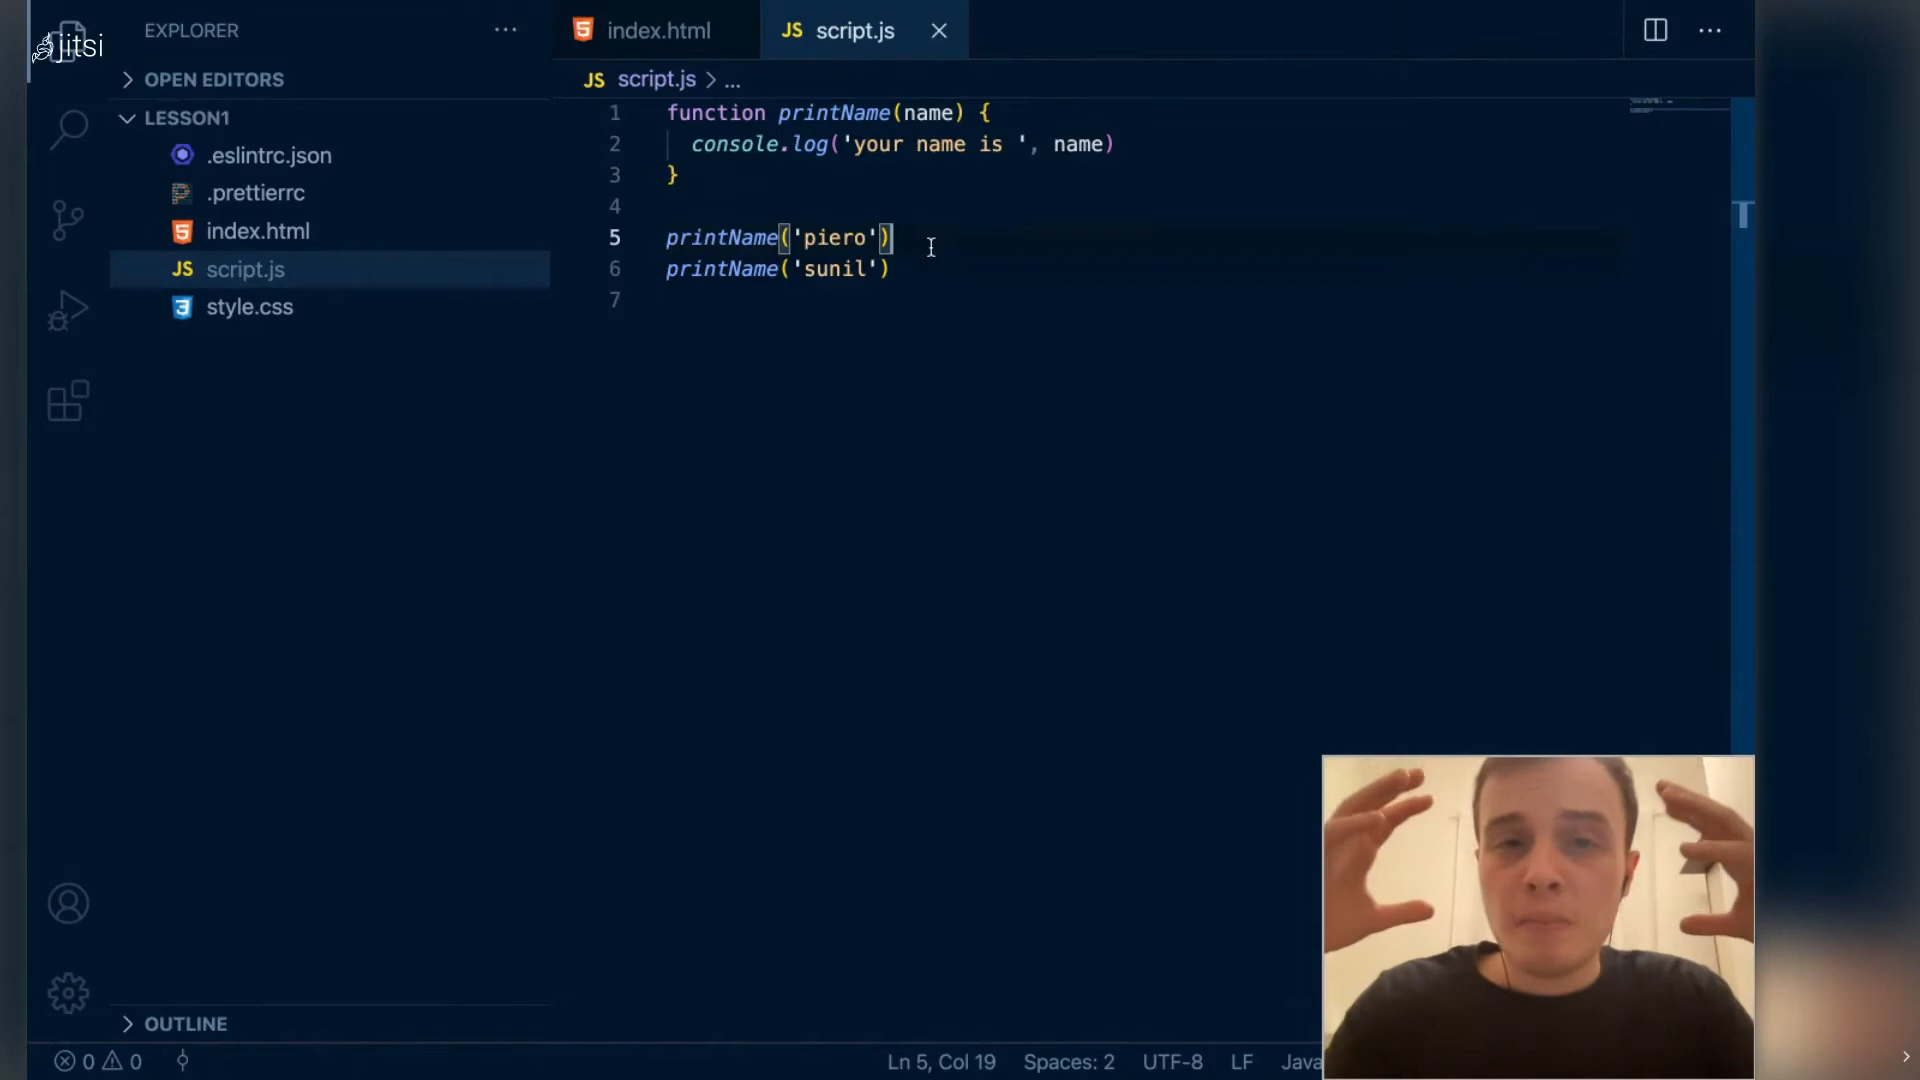 jitsi
EXPLORER
OPEN EDITORS
LESSON1
.eslintrc.json
.prettierrc
index.html
JS script.js
style.css
OUTLINE
index.html
JS script.js
JS script.js > ...
1 function printName(name) {
2 console.log('your name is ', name)
3 }
4
5 printName('piero')
6 printName('sunil')
7
0 0
Ln 5, Col 19 Spaces: 2 UTF-8 LF Java